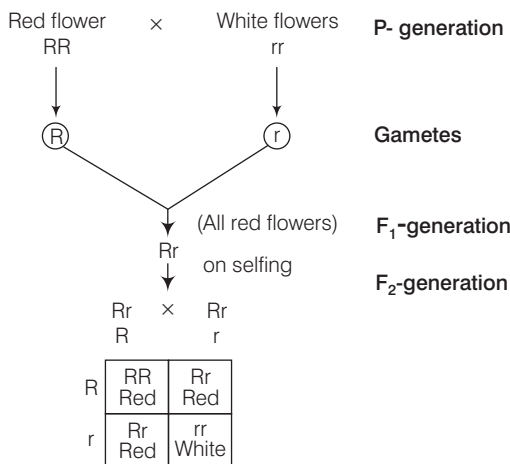 Red flower × White flowers P- generation
RR rr
R r Gametes
(All red flowers) F₁-generation
Rr
on selfing
F₂-generation
Rr × Rr
R r
R RR Rr
Red Red
r Rr rr
Red White